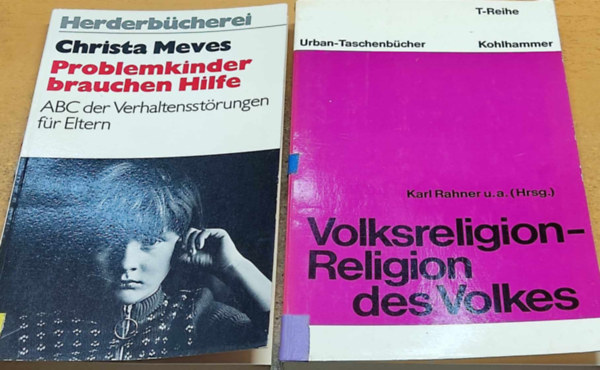 Herderbücherei
Christa Meves
Problemkinder
brauchen Hilfe
ABC der Verhaltensstörungen
für Eltern
T-Reihe
Urban-Taschenbücher Kohlhammer
Karl Rahner u. a. (Hrsg.)
Volksreligion–
Religion
des Volkes